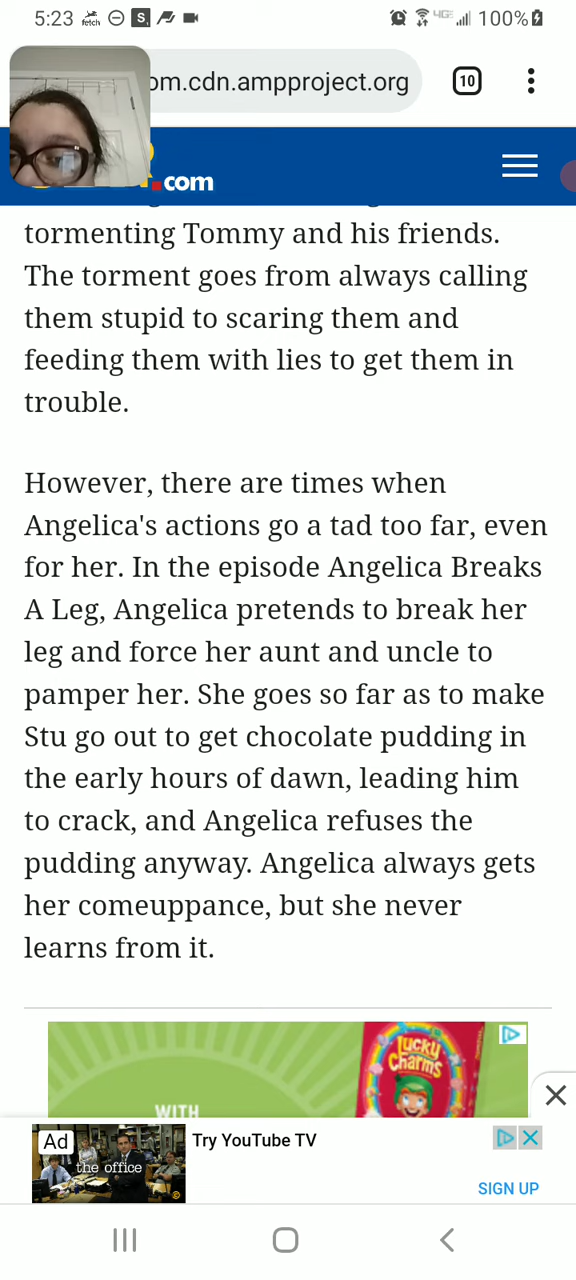 5:23 fetch S 4G 100%
om.cdn.ampproject.org 10
.com
tormenting Tommy and his friends.
The torment goes from always calling
them stupid to scaring them and
feeding them with lies to get them in
trouble.
However, there are times when
Angelica's actions go a tad too far, even
for her. In the episode Angelica Breaks
A Leg, Angelica pretends to break her
leg and force her aunt and uncle to
pamper her. She goes so far as to make
Stu go out to get chocolate pudding in
the early hours of dawn, leading him
to crack, and Angelica refuses the
pudding anyway. Angelica always gets
her comeuppance, but she never
learns from it.
Lucky
Charms
WITH
Ad
the office
Try YouTube TV
SIGN UP